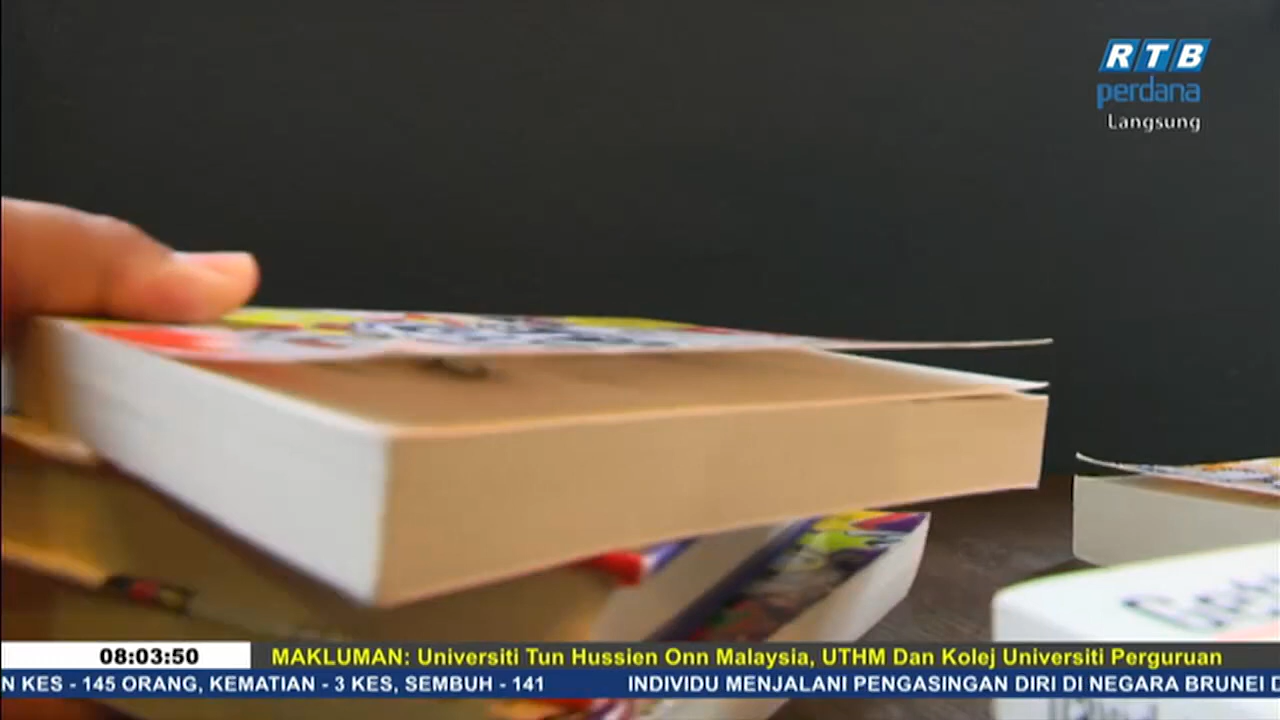 RTB
perdana
Langsung
08:03:50
MAKLUMAN: Universiti Tun Hussien Onn Malaysia, UTHM Dan Kolej Universiti Perguruan
N KES - 145 ORANG, KEMATIAN - 3 KES, SEMBUH - 141
INDIVIDU MENJALANI PENGASINGAN DIRI DI NEGARA BRUNEI D